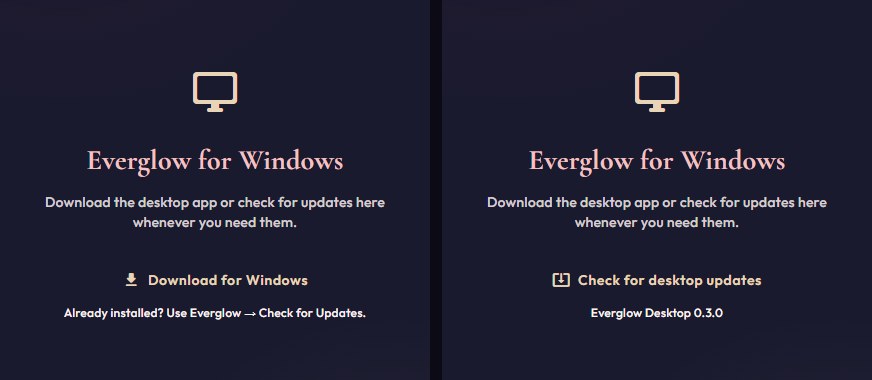 Everglow for Windows
Download the desktop app or check for updates here
whenever you need them.
Download for Windows
Already installed? Use Everglow → Check for Updates.
Everglow for Windows
Download the desktop app or check for updates here
whenever you need them.
Check for desktop updates
Everglow Desktop 0.3.0